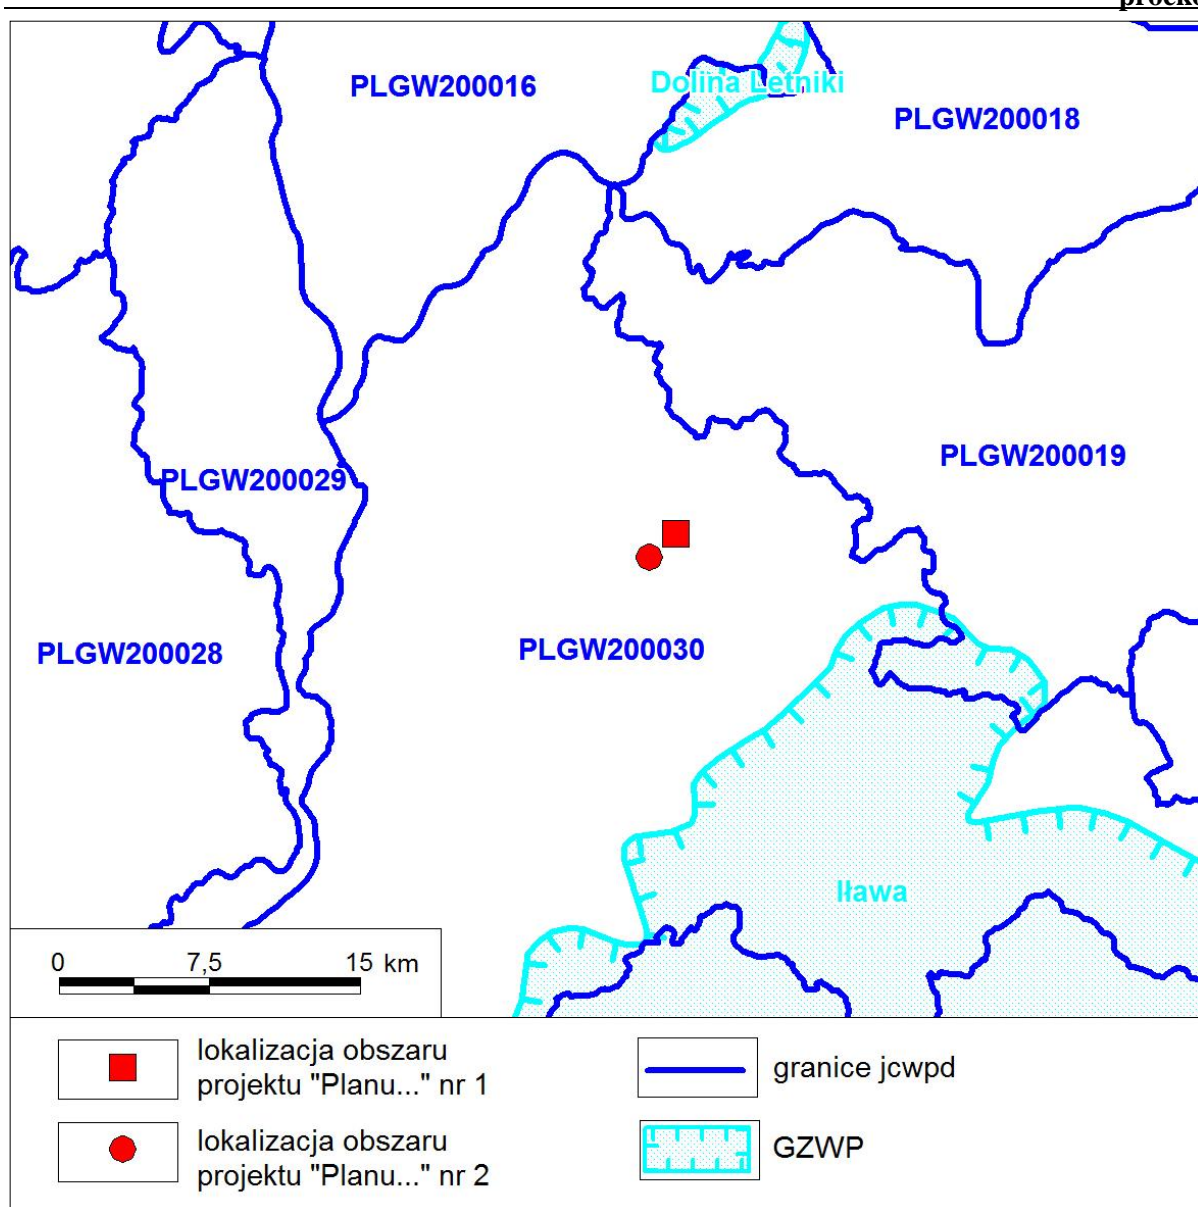 PLGW200016
Dolina Letniki
PLGW200018
PLGW200019
PLGW200029
PLGW200028
PLGW200030
Iława
0 7,5 15 km
lokalizacja obszaru
projektu "Planu..." nr 1
granice jcwpd
lokalizacja obszaru
projektu "Planu..." nr 2
GZWP